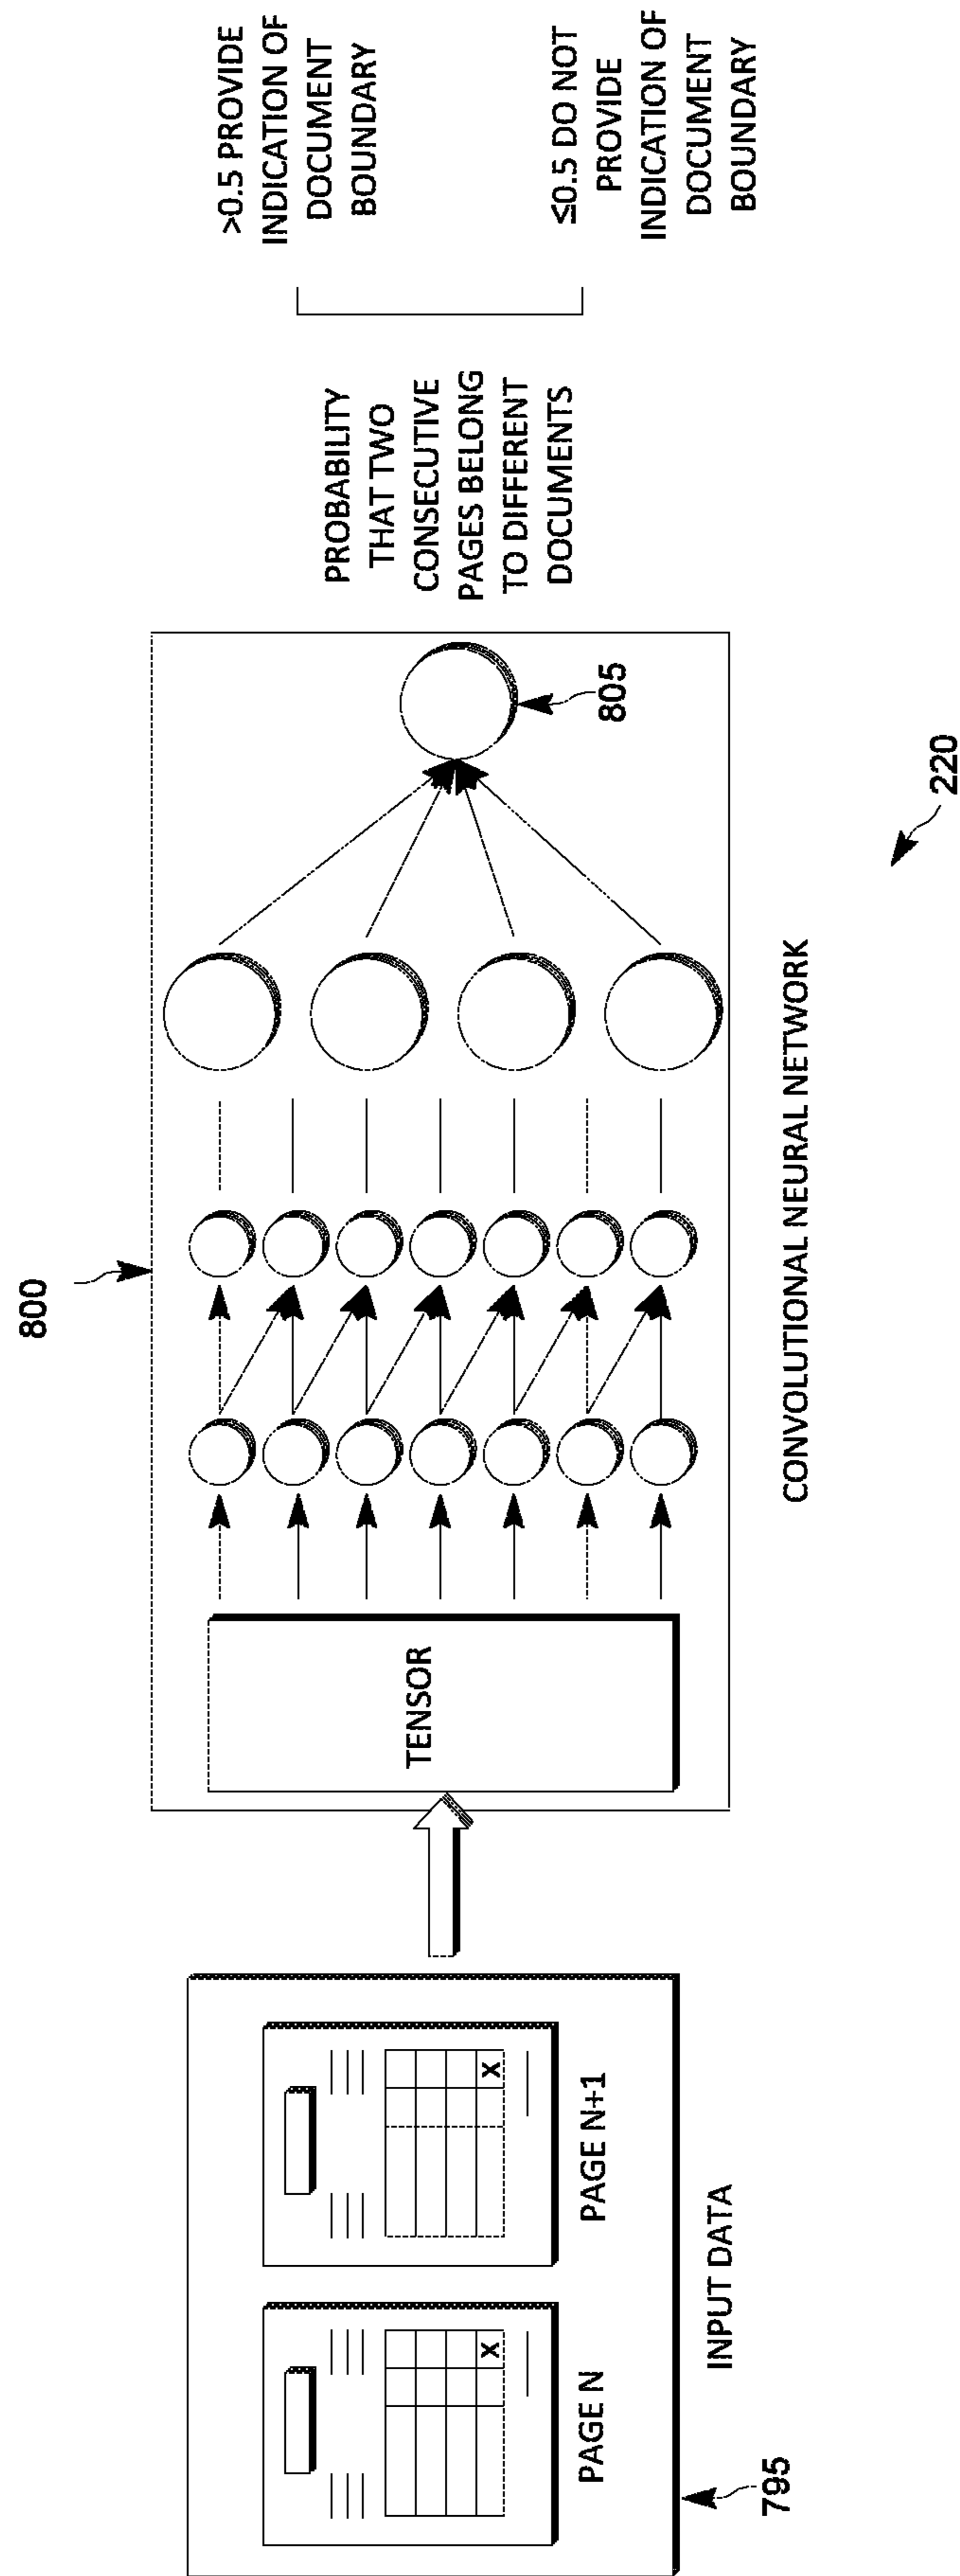 800
795
X
PAGE N
X
PAGE N+1
INPUT DATA
TENSOR
805
CONVOLUTIONAL NEURAL NETWORK
220
PROBABILITY
THAT TWO
CONSECUTIVE
PAGES BELONG
TO DIFFERENT
DOCUMENTS
>0.5 PROVIDE
INDICATION OF
DOCUMENT
BOUNDARY
≤0.5 DO NOT
PROVIDE
INDICATION OF
DOCUMENT
BOUNDARY